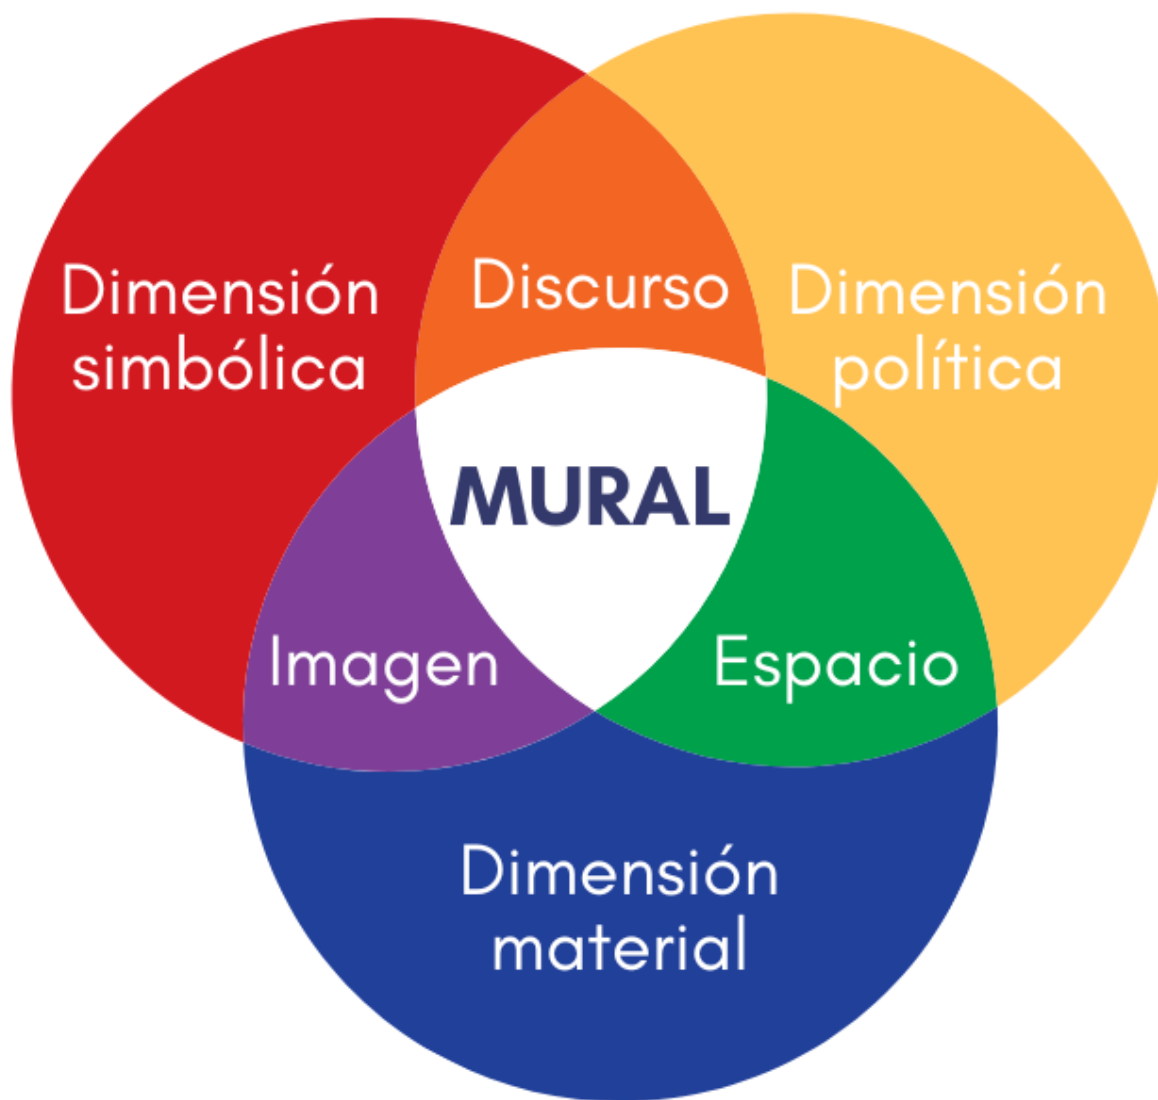 Dimensión
simbólica
Discurso
Dimensión
política
MURAL
Imagen
Espacio
Dimensión
material